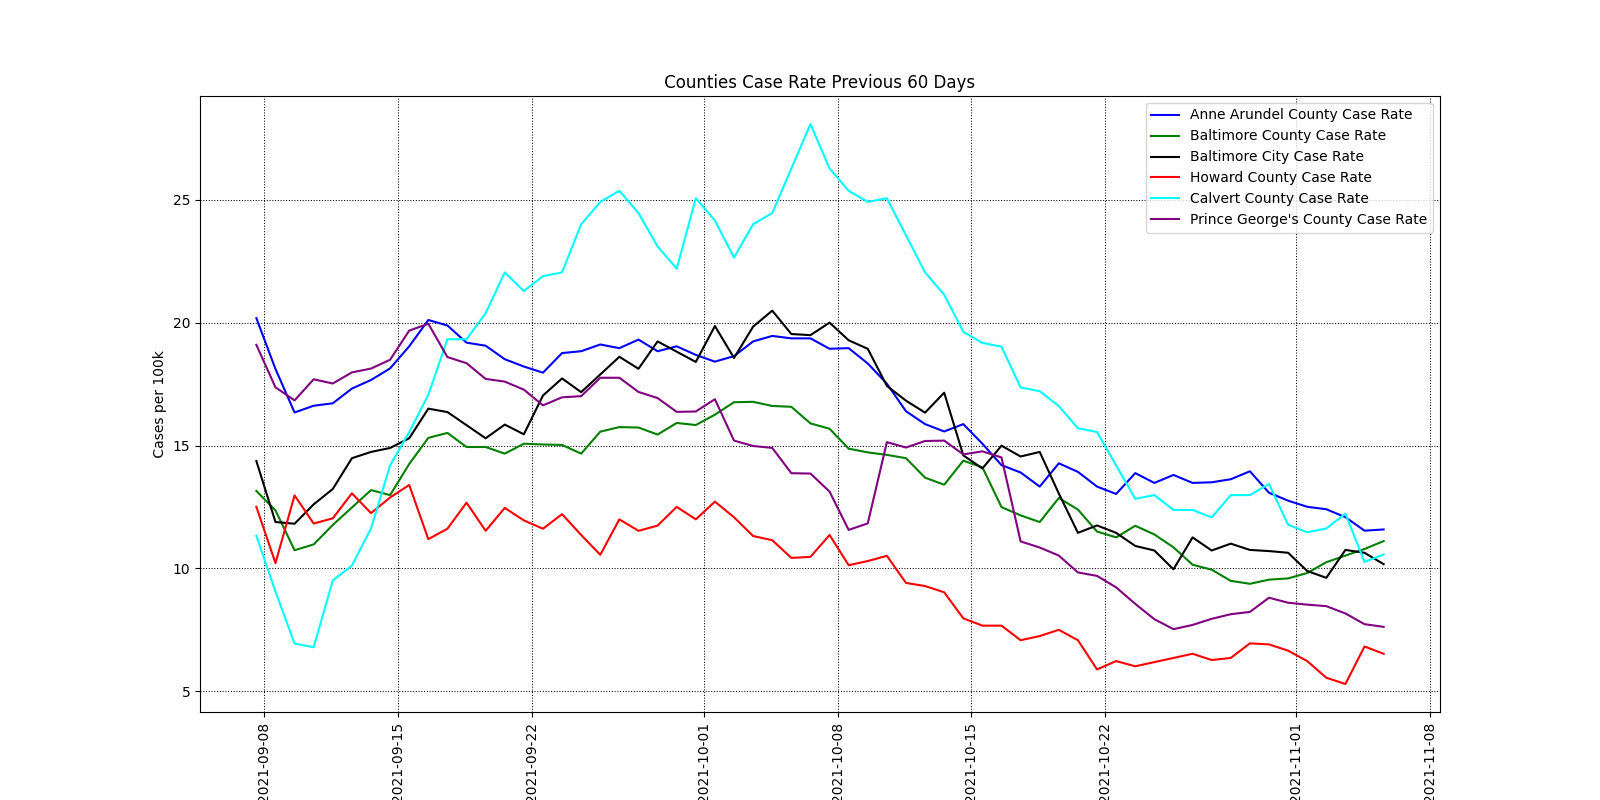 Counties Case Rate Previous 60 Days
Anne Arundel County Case Rate
Baltimore County Case Rate
Baltimore City Case Rate
Howard County Case Rate
Calvert County Case Rate
Prince George's County Case Rate
Cases per 100k
25
20
15
10
5
2021-09-08
2021-09-15
2021-09-22
2021-10-01
2021-10-08
2021-10-15
2021-10-22
2021-11-01
2021-11-08